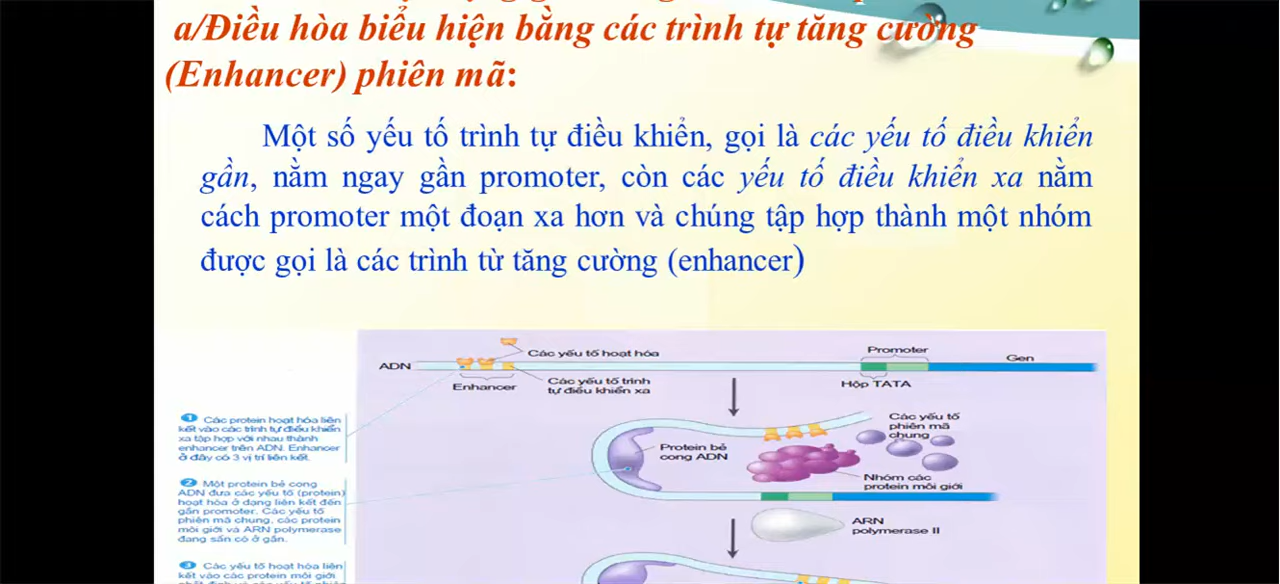 a/Điều hòa biểu hiện bằng các trình tự tăng cường
(Enhancer) phiên mã:
Một số yếu tố trình tự điều khiển, gọi là các yếu tố điều khiển
gần, nằm ngay gần promoter, còn các yếu tố điều khiển xa nằm
cách promoter một đoạn xa hơn và chúng tập hợp thành một nhóm
được gọi là các trình từ tăng cường (enhancer)
Các yếu tố hoạt hóa
Promoter
Gen
ADN
Enhancer
Các yếu tố trình
tự điều khiển xa
Hộp TATA
1 Các protein hoạt hóa liên
kết vào các trình tự điều khiển
xa tập hợp với nhau thành
enhancer trên ADN. Enhancer
ở đây có 3 vị trí liên kết.
Protein bẻ
cong ADN
Các yếu tố
phiên mã
chung
Nhóm các
protein môi giới
2 Một protein bẻ cong
ADN đưa các yếu tố (protein)
hoạt hóa ở dạng liên kết đến
gần promoter. Các yếu tố
phiên mã chung, các protein
môi giới và ARN polymerase
đang sẵn có ở gần.
ARN
polymerase II
3 Các yếu tố hoạt hóa liên
kết vào các protein môi giới